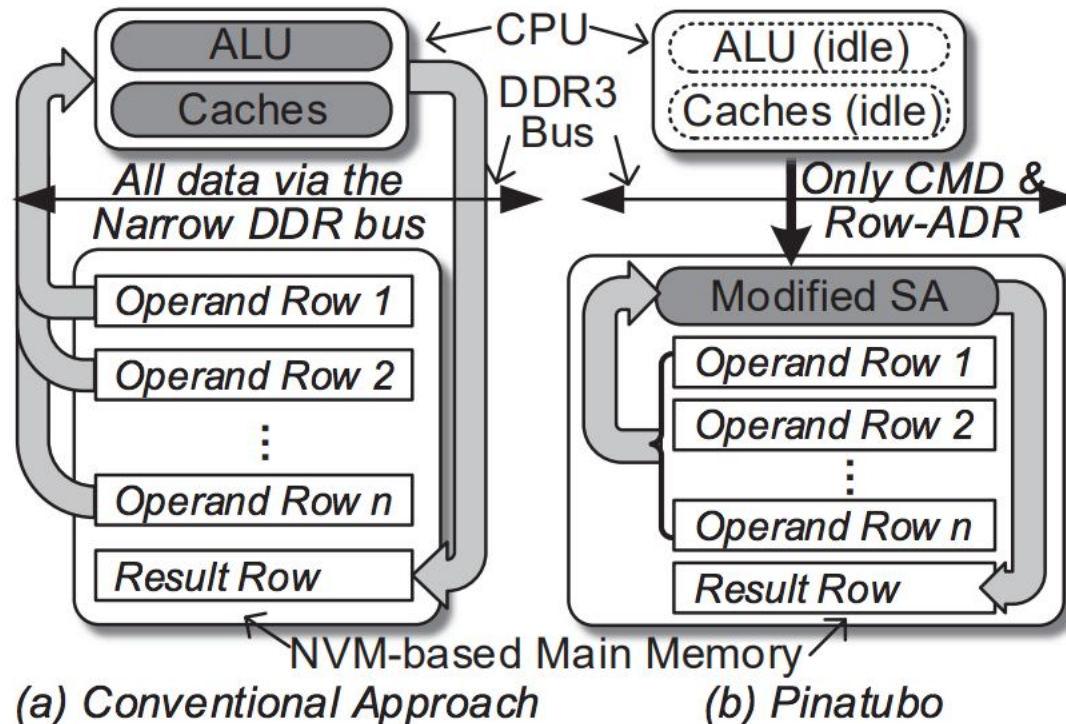 ALU
Caches
CPU
DDR3
Bus
ALU (idle)
Caches (idle)
All data via the
Narrow DDR bus
Only CMD &
Row-ADR
Operand Row 1
Operand Row 2
⋮
Operand Row n
Result Row
Modified SA
Operand Row 1
Operand Row 2
⋮
Operand Row n
Result Row
NVM-based Main Memory
(a) Conventional Approach
(b) Pinatubo